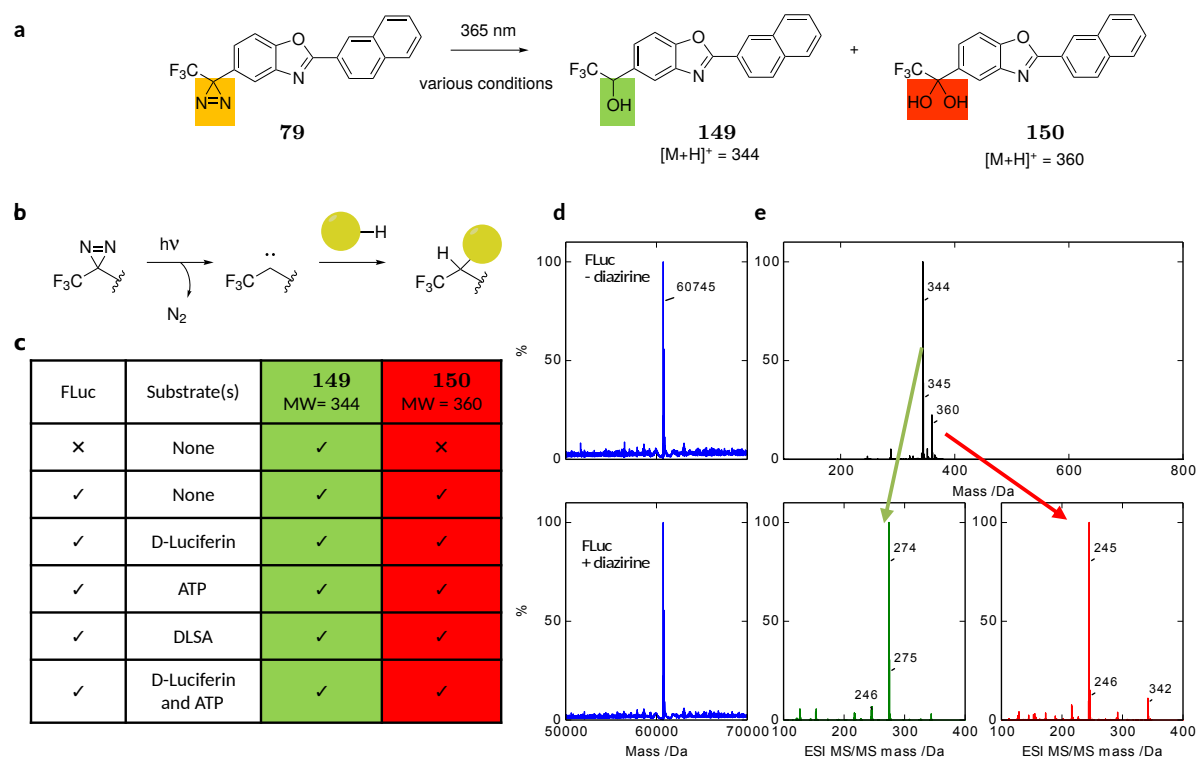 a
F₃C
N=N
O
N
79
365 nm
various conditions
F₃C
OH
O
N
149
[M+H]⁺ = 344
+
F₃C
HO OH
O
N
150
[M+H]⁺ = 360
b
N=N
F₃C
hν
N₂
··
F₃C
H
H
F₃C
c
FLuc Substrate(s) 149 150
MW= 344 MW = 360
✕ None ✓ ✕
✓ None ✓ ✓
✓ D-Luciferin ✓ ✓
✓ ATP ✓ ✓
✓ DLSA ✓ ✓
✓ D-Luciferin and ATP ✓ ✓
d
%
100
50
0
FLuc
- diazirine
60745
%
100
50
0
FLuc
+ diazirine
50000 60000 70000
Mass /Da
e
100
50
0
344
345
360
200 400 600 800
Mass /Da
100
50
0
274
275
246
100 200 300 400
ESI MS/MS mass /Da
100
50
0
245
246
342
100 200 300 400
ESI MS/MS mass /Da